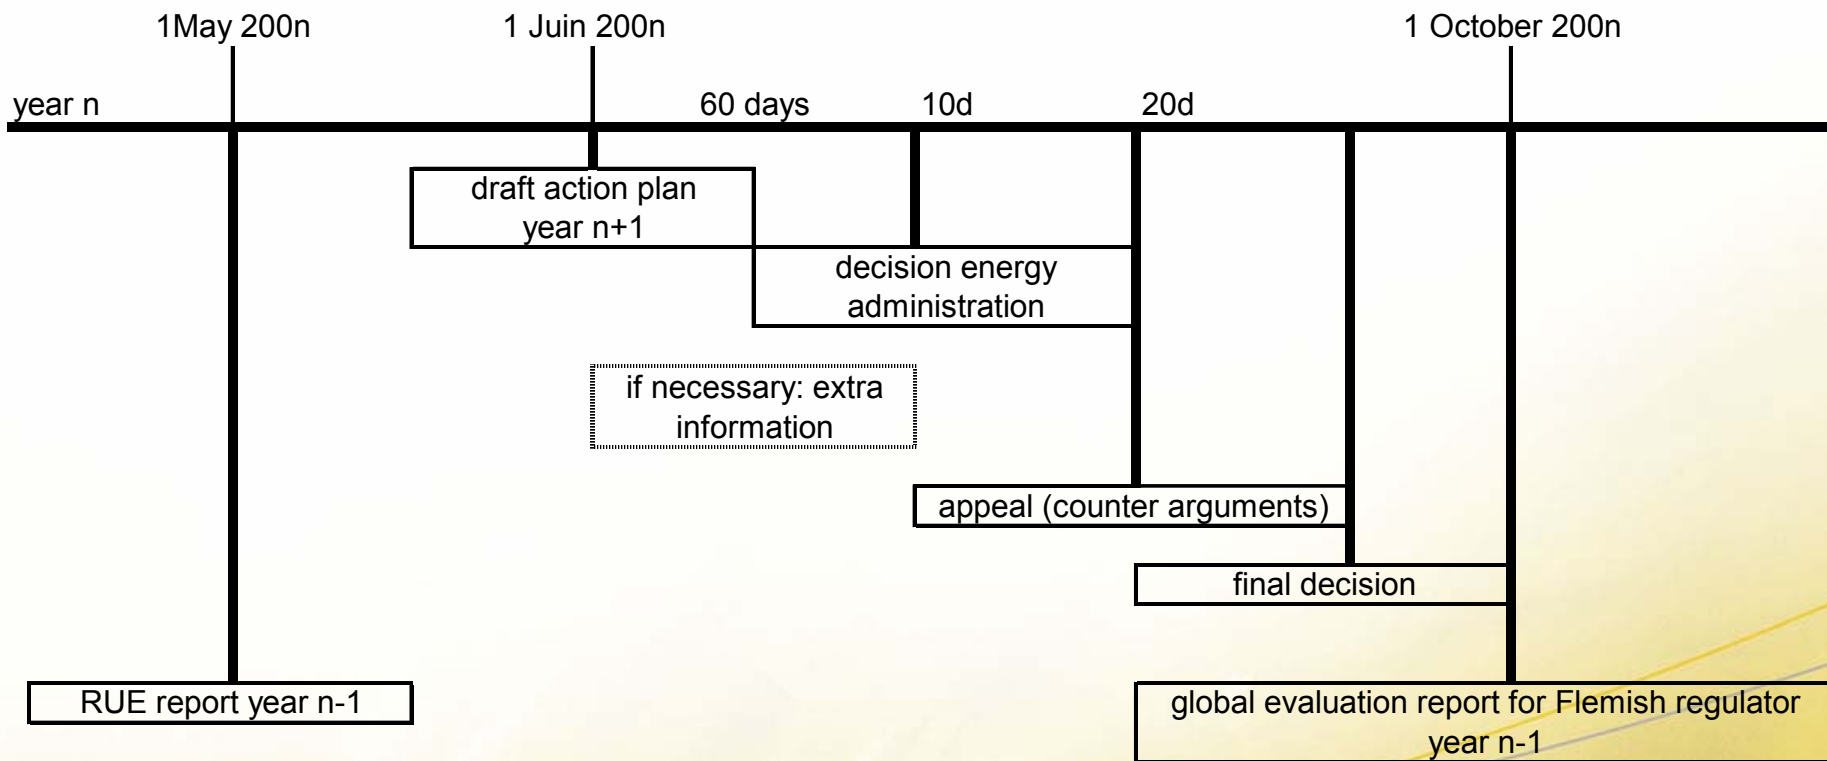 1May 200n
1 Juin 200n
1 October 200n
year n
60 days
10d
20d
draft action plan
year n+1
decision energy
administration
if necessary: extra
information
appeal (counter arguments)
final decision
RUE report year n-1
global evaluation report for Flemish regulator
year n-1